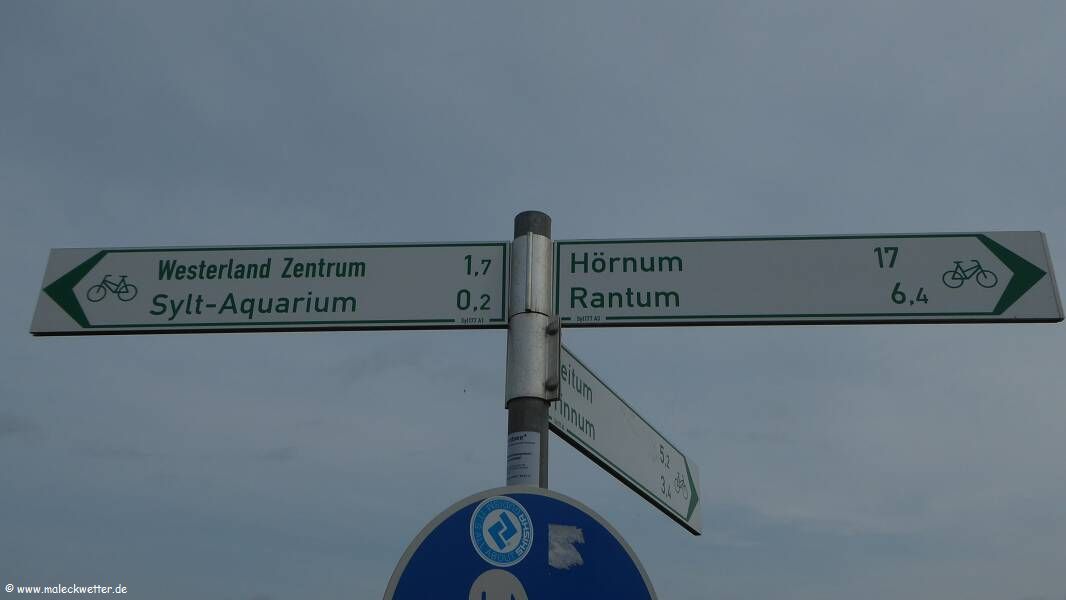 Westerland Zentrum 1,7
Sylt-Aquarium 0,2
Hörnum 17
Rantum 6,4
eitum 5,2
innum 3,4
© www.maleckwetter.de